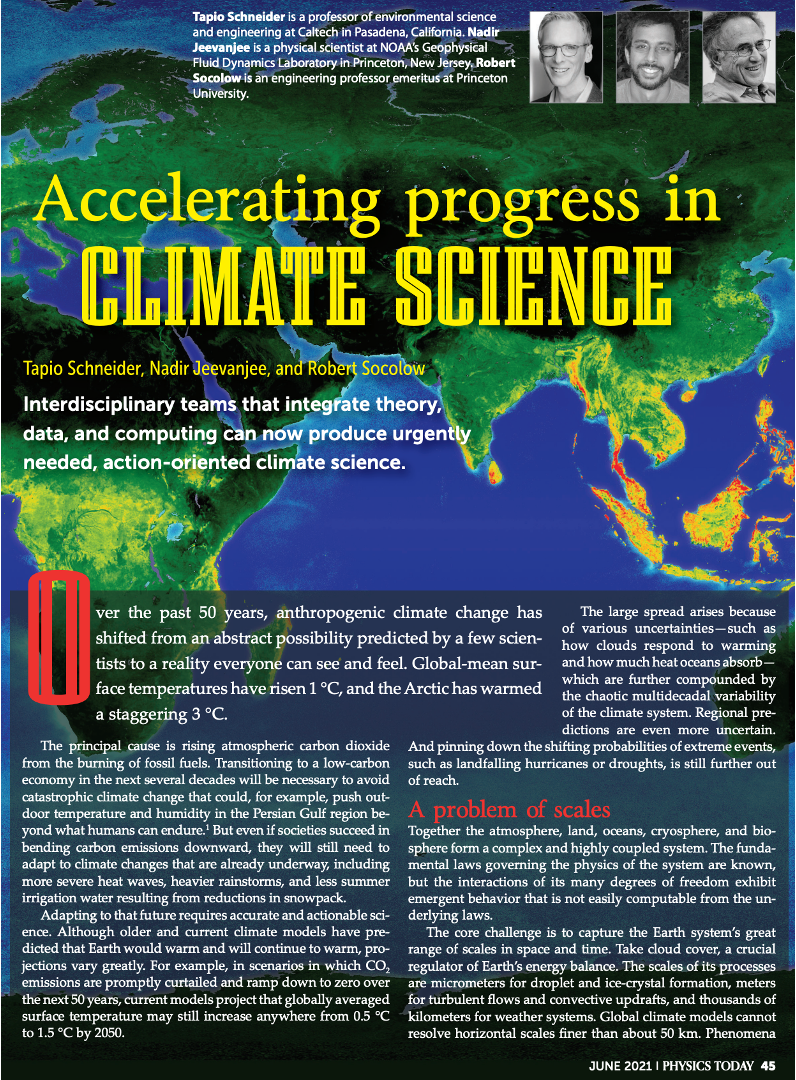 Tapio Schneider is a professor of environmental science
and engineering at Caltech in Pasadena, California. Nadir
Jeevanjee is a physical scientist at NOAA's Geophysical
Fluid Dynamics Laboratory in Princeton, New Jersey. Robert
Socolow is an engineering professor emeritus at Princeton
University.
Accelerating progress in
CLIMATE SCIENCE
Tapio Schneider, Nadir Jeevanjee, and Robert Socolow
Interdisciplinary teams that integrate theory,
data, and computing can now produce urgently
needed, action-oriented climate science.
Over the past 50 years, anthropogenic climate change has
shifted from an abstract possibility predicted by a few scien-
tists to a reality everyone can see and feel. Global-mean sur-
face temperatures have risen 1 °C, and the Arctic has warmed
a staggering 3 °C.
The principal cause is rising atmospheric carbon dioxide
from the burning of fossil fuels. Transitioning to a low-carbon
economy in the next several decades will be necessary to avoid
catastrophic climate change that could, for example, push out-
door temperature and humidity in the Persian Gulf region be-
yond what humans can endure.¹ But even if societies succeed in
bending carbon emissions downward, they will still need to
adapt to climate changes that are already underway, including
more severe heat waves, heavier rainstorms, and less summer
irrigation water resulting from reductions in snowpack.
Adapting to that future requires accurate and actionable sci-
ence. Although older and current climate models have pre-
dicted that Earth would warm and will continue to warm, pro-
jections vary greatly. For example, in scenarios in which CO₂
emissions are promptly curtailed and ramp down to zero over
the next 50 years, current models project that globally averaged
surface temperature may still increase anywhere from 0.5 °C
to 1.5 °C by 2050.
The large spread arises because
of various uncertainties—such as
how clouds respond to warming
and how much heat oceans absorb—
which are further compounded by
the chaotic multidecadal variability
of the climate system. Regional pre-
dictions are even more uncertain.
And pinning down the shifting probabilities of extreme events,
such as landfalling hurricanes or droughts, is still further out
of reach.
A problem of scales
Together the atmosphere, land, oceans, cryosphere, and bio-
sphere form a complex and highly coupled system. The funda-
mental laws governing the physics of the system are known,
but the interactions of its many degrees of freedom exhibit
emergent behavior that is not easily computable from the un-
derlying laws.
The core challenge is to capture the Earth system's great
range of scales in space and time. Take cloud cover, a crucial
regulator of Earth's energy balance. The scales of its processes
are micrometers for droplet and ice-crystal formation, meters
for turbulent flows and convective updrafts, and thousands of
kilometers for weather systems. Global climate models cannot
resolve horizontal scales finer than about 50 km. Phenomena
JUNE 2021 | PHYSICS TODAY 45